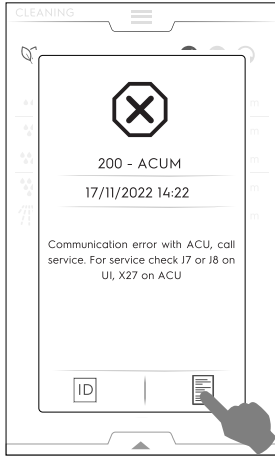 CLEANING
200 - ACUM
17/11/2022 14:22
Communication error with ACU, call
service. For service check J7 or J8 on
UI, X27 on ACU
ID